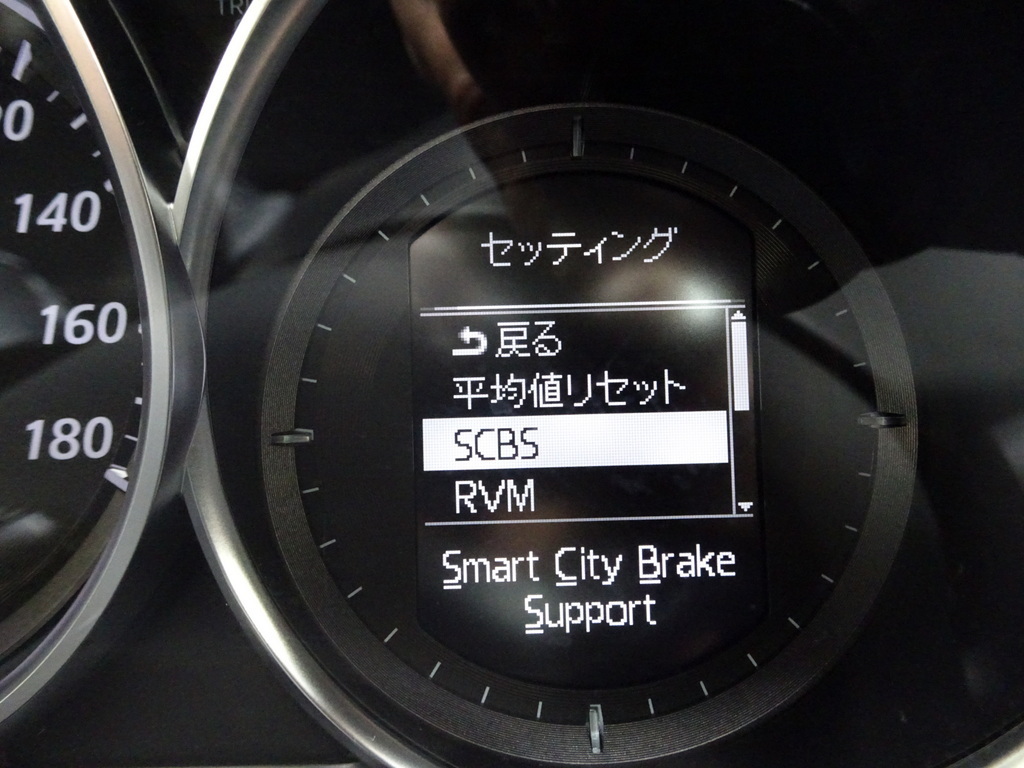 140
160
180
セッティング
戻る
平均値リセット
SCBS
RVM
Smart City Brake
Support